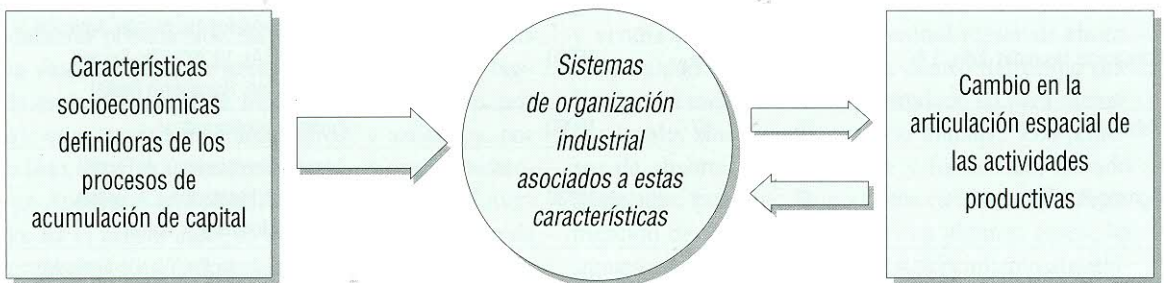 Características
socioeconómicas
definidoras de los
procesos de
acumulación de capital
Sistemas
de organización
industrial
asociados a estas
características
Cambio en la
articulación espacial de
las actividades
productivas